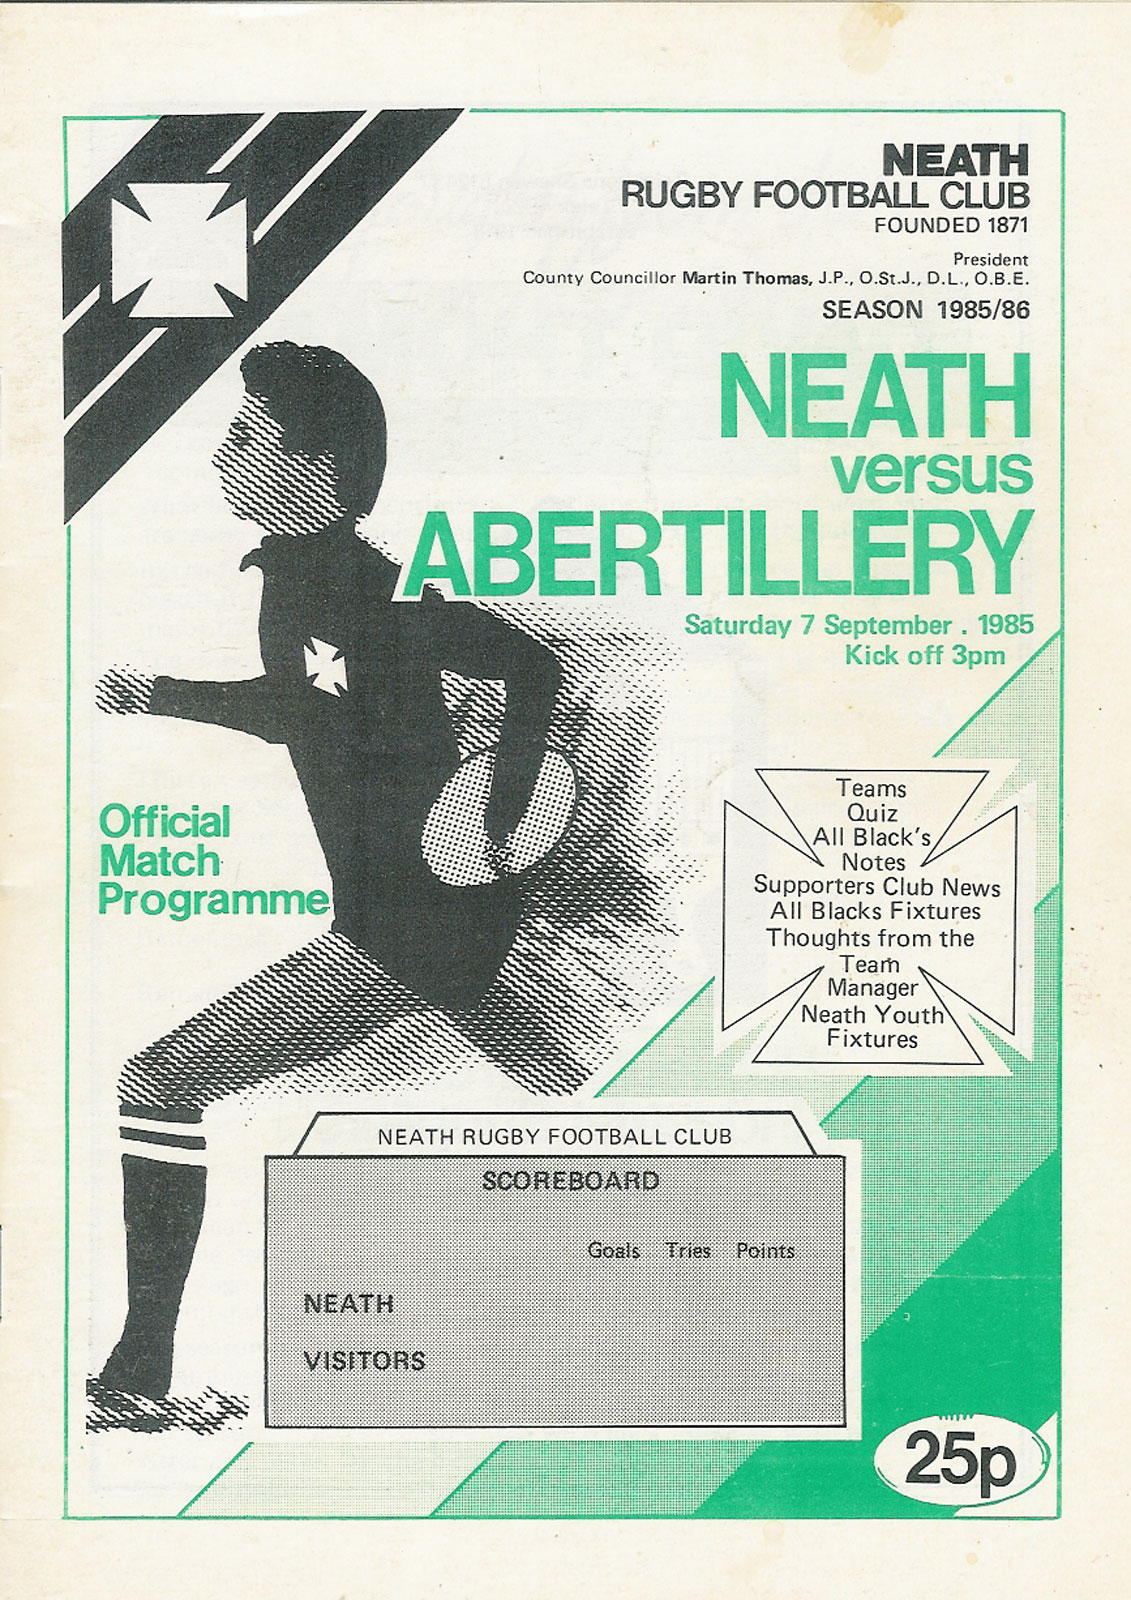 NEATH
RUGBY FOOTBALL CLUB
FOUNDED 1871
President
County Councillor Martin Thomas, J.P., O.St.J., D.L., O.B.E.
SEASON 1985/86
NEATH
versus
ABERTILLERY
Saturday 7 September . 1985
Kick off 3pm
Official
Match
Programme
Teams
Quiz
All Black's
Notes
Supporters Club News
All Blacks Fixtures
Thoughts from the
Team
Manager
Neath Youth
Fixtures
NEATH RUGBY FOOTBALL CLUB
SCOREBOARD
Goals Tries Points
NEATH
VISITORS
25p